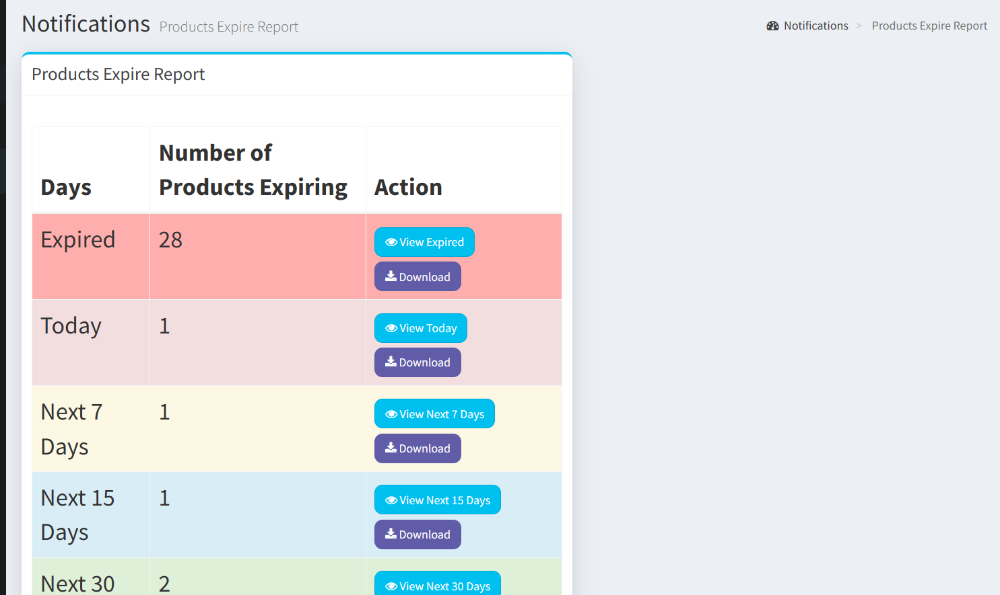 Notifications Products Expire Report
Notifications > Products Expire Report
Products Expire Report
Days Number of Products Expiring Action
Expired 28 View Expired
Download
Today 1 View Today
Download
Next 7 Days 1 View Next 7 Days
Download
Next 15 Days 1 View Next 15 Days
Download
Next 30 2 View Next 30 Days